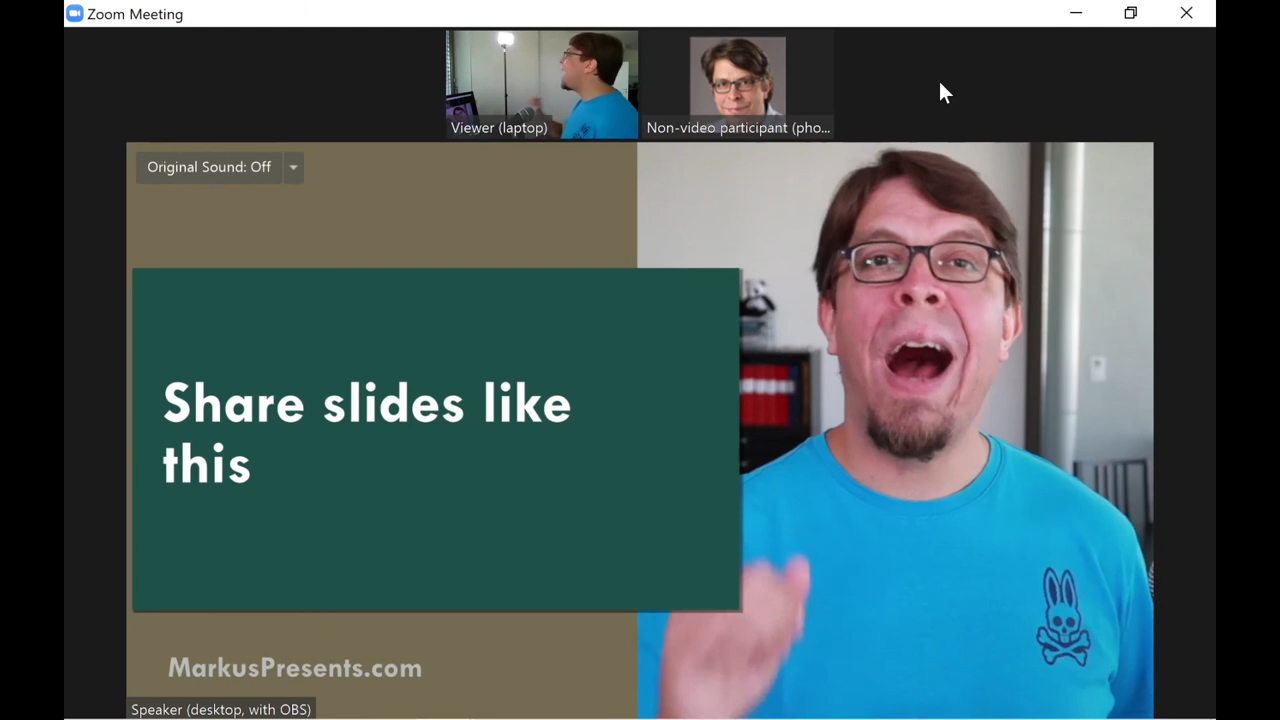 Zoom Meeting
Viewer (laptop)
Non-video participant (pho...
Original Sound: Off
Share slides like
this
MarkusPresents.com
Speaker (desktop, with OBS)